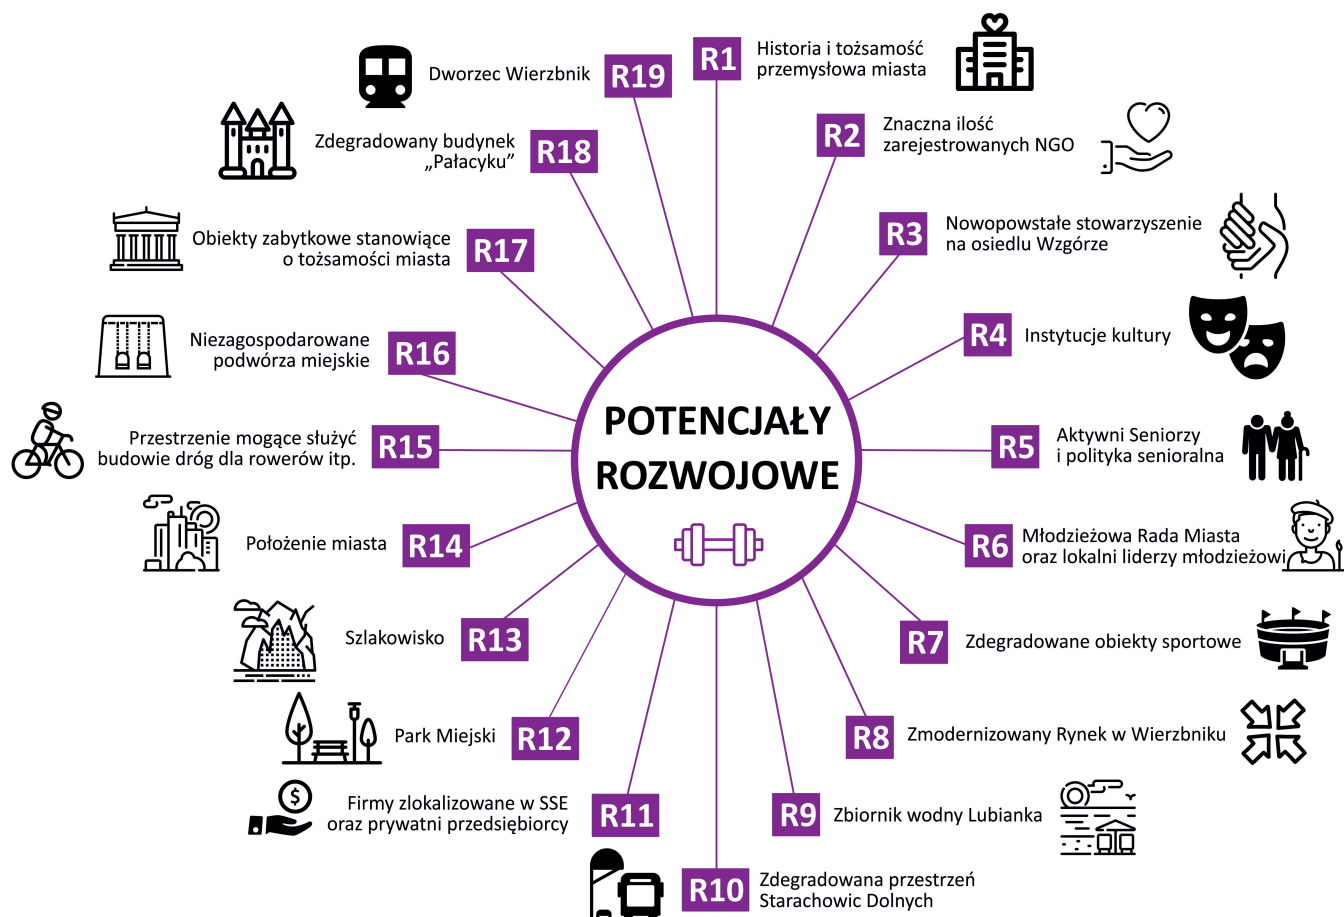 POTENCJAŁY
ROZWOJOWE
R1
Historia i tożsamość
przemysłowa miasta
R2
Znaczna ilość
zarejestrowanych NGO
R3
Nowopowstałe stowarzyszenie
na osiedlu Wzgórze
R4
Instytucje kultury
R5
Aktywni Seniorzy
i polityka senioralna
R6
Młodzieżowa Rada Miasta
oraz lokalni liderzy młodzieżowi
R7
Zdegradowane obiekty sportowe
R8
Zmodernizowany Rynek w Wierzbniku
R9
Zbiornik wodny Lubianka
R10
Zdegradowana przestrzeń
Starachowic Dolnych
R11
Firmy zlokalizowane w SSE
oraz prywatni przedsiębiorcy
$
R12
Park Miejski
R13
Szlakowisko
R14
Położenie miasta
R15
Przestrzenie mogące służyć
budowie dróg dla rowerów itp.
R16
Niezagospodarowane
podwórza miejskie
R17
Obiekty zabytkowe stanowiące
o tożsamości miasta
R18
Zdegradowany budynek
„Pałacyku”
R19
Dworzec Wierzbnik